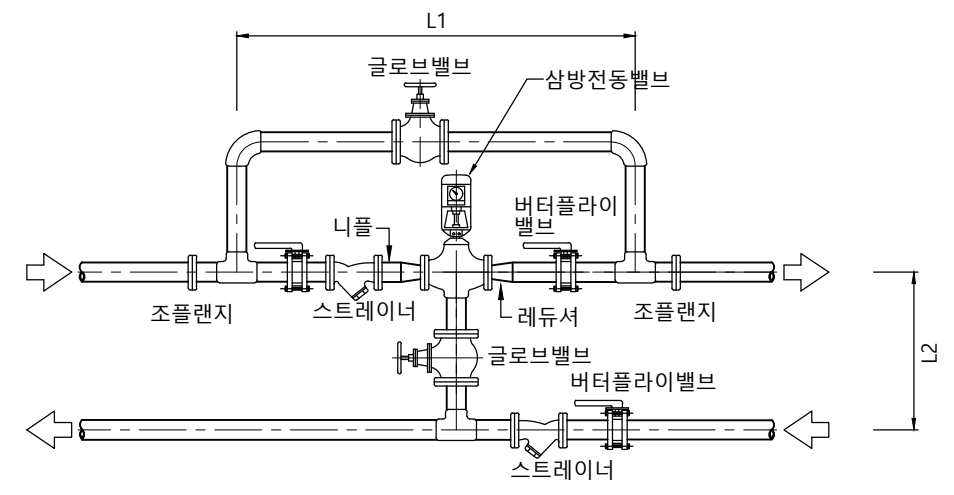 L1
글로브밸브
삼방전동밸브
버터플라이
밸브
니플
조플랜지
스트레이너
레듀셔
조플랜지
글로브밸브
L2
버터플라이밸브
스트레이너